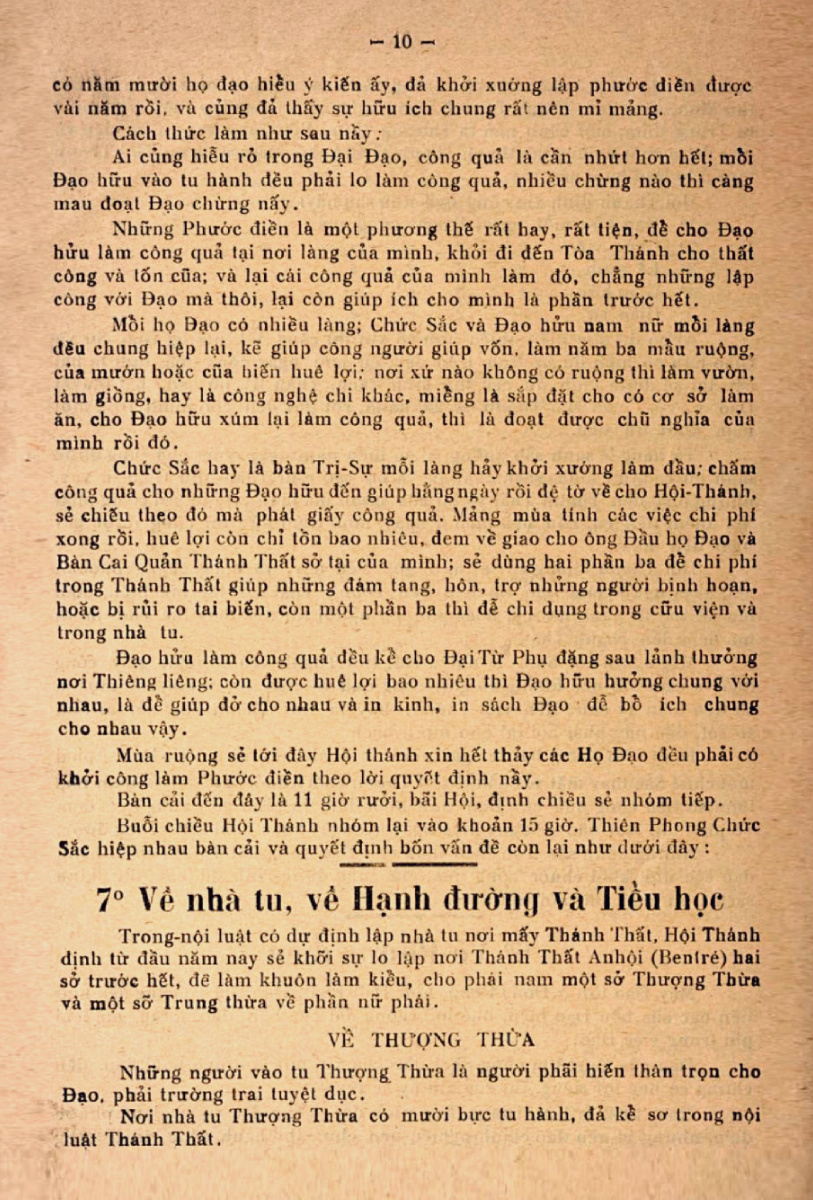 — 10 —
có năm mười họ đạo hiểu ý kiến ấy, đả khởi xuớng lập phước điền được
vài năm rồi, và củng đả thấy sự hữu ích chung rất nên mỉ mảng.
Cách thức làm như sau nầy:
Ai củng hiễu rỏ trong Đại Đạo, công quả là cần nhứt hơn hết; mỗi
Đạo hữu vào tu hành đều phải lo làm công quả, nhiều chừng nào thì càng
mau đoạt Đạo chừng nấy.
Những Phước điền là một phương thế rất hay, rất tiện, để cho Đạo
hửu làm công quả tại nơi làng của mình, khỏi đi đến Tòa Thánh cho thất
công và tốn cũa; và lại cái công quả của mình làm đó, chẳng những lập
công với Đạo mà thôi, lại còn giúp ích cho mình là phần trước hết.
Mỗi họ Đạo có nhiều làng; Chức Sắc và Đạo hửu nam nữ mỗi làng
đều chung hiệp lại, kẽ giúp công người giúp vốn, làm năm ba mẫu ruộng,
của mướn hoặc cũa hiến huê lợi; nơi xứ nào không có ruộng thì làm vườn,
làm giồng, hay là công nghệ chi khác, miễng là sắp đặt cho có cơ sở làm
ăn, cho Đạo hữu xúm lại làm công quả, thì là đoạt được chũ nghỉa của
mình rồi đó.
Chức Sắc hay là bàn Trị-Sự mỗi làng hảy khởi xướng làm đầu; chấm
công quả cho những Đạo hữu đến giúp hằng ngày rồi đệ tờ về cho Hội-Thánh,
sẻ chiếu theo đó mà phát giấy công quả. Mảng mùa tính các việc chi phí
xong rồi, huê lợi còn chỉ tồn bao nhiêu, đem về giao cho ông Đầu họ Đạo và
Bàn Cai Quản Thánh Thất sở tại của mình; sẻ dùng hai phần ba để chi phí
trong Thánh Thất giúp những đám tang, hôn, trợ những người bịnh hoạn,
hoặc bị rủi ro tai biến, còn một phần ba thì để chi dụng trong cứu viện và
trong nhà tu.
Đạo hửu làm công quả đều kể cho Đại Từ Phụ đặng sau lảnh thưởng
nơi Thiêng liêng; còn được huê lợi bao nhiêu thì Đạo hữu hưởng chung với
nhau, là để giúp đở cho nhau và in kinh, in sách Đạo để bổ ích chung
cho nhau vậy.
Mùa ruộng sẻ tới đây Hội thánh xin hết thảy các Họ Đạo đều phải có
khởi công làm Phước điền theo lời quyết định nầy.
Bàn cải đến đây là 11 giờ rưởi, bãi Hội, định chiều sẻ nhóm tiếp.
Buổi chiều Hội Thánh nhóm lại vào khoản 15 giờ. Thiên Phong Chức
Sắc hiệp nhau bàn cải và quyết định bốn vấn đề còn lại như dưới đây:
7º Về nhà tu, về Hạnh đường và Tiểu học
Trong-nội luật có dự định lập nhà tu nơi mấy Thánh Thất, Hội Thánh
định từ đầu năm nay sẻ khởi sự lo lập nơi Thánh Thất Anhội (Bentré) hai
sở trước hết, để làm khuôn làm kiểu, cho phái nam một sở Thượng Thừa
và một sở Trung thừa về phần nữ phái.
VỀ THƯỢNG THỪA
Những người vào tu Thượng Thừa là người phãi hiến thân trọn cho
Đạo, phải trường trai tuyệt dục.
Nơi nhà tu Thượng Thừa có mười bực tu hành, đả kể sơ trong nội
luật Thánh Thất.